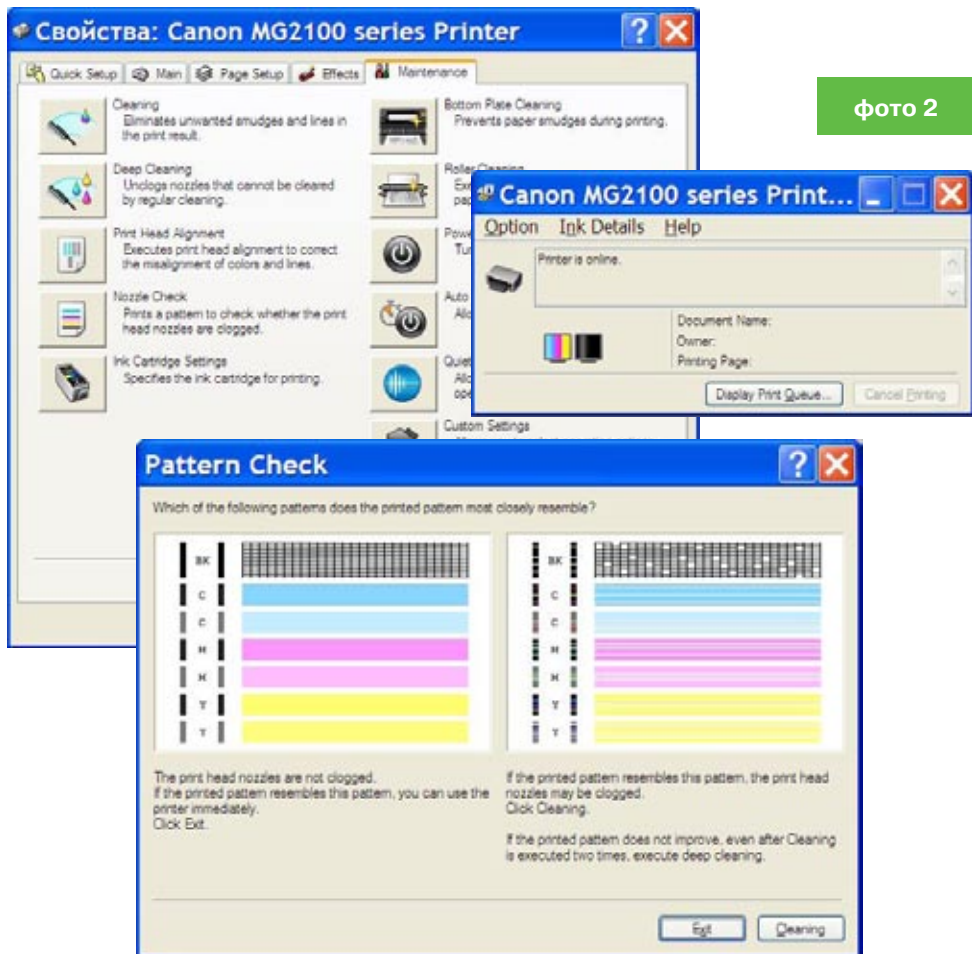 Свойства: Canon MG2100 series Printer
Quick Setup Main Page Setup Effects Maintenance
Cleaning
Eliminates unwanted smudges and lines in
the print result.
Deep Cleaning
Unclogs nozzles that cannot be cleared
by regular cleaning.
Print Head Alignment
Executes print head alignment to correct
the misalignment of colors and lines.
Nozzle Check
Prints a pattern to check whether the print
head nozzles are clogged.
Ink Cartridge Settings
Specifies the ink cartridge for printing.
Bottom Plate Cleaning
Prevents paper smudges during printing.
Roller Cleaning
Auto
Custom Settings
фото 2
Canon MG2100 series Print...
Option Ink Details Help
Printer is online.
Document Name:
Owner:
Printing Page:
Display Print Queue... Cancel Printing
Pattern Check
Which of the following patterns does the printed pattern most closely resemble?
BK
C
C
M
M
Y
Y
The print head nozzles are not clogged.
If the printed pattern resembles this pattern, you can use the
printer immediately.
Click Exit.
BK
C
C
M
M
Y
Y
If the printed pattern resembles this pattern, the print head
nozzles may be clogged.
Click Cleaning.
If the printed pattern does not improve, even after Cleaning
is executed two times, execute deep cleaning.
Exit Cleaning